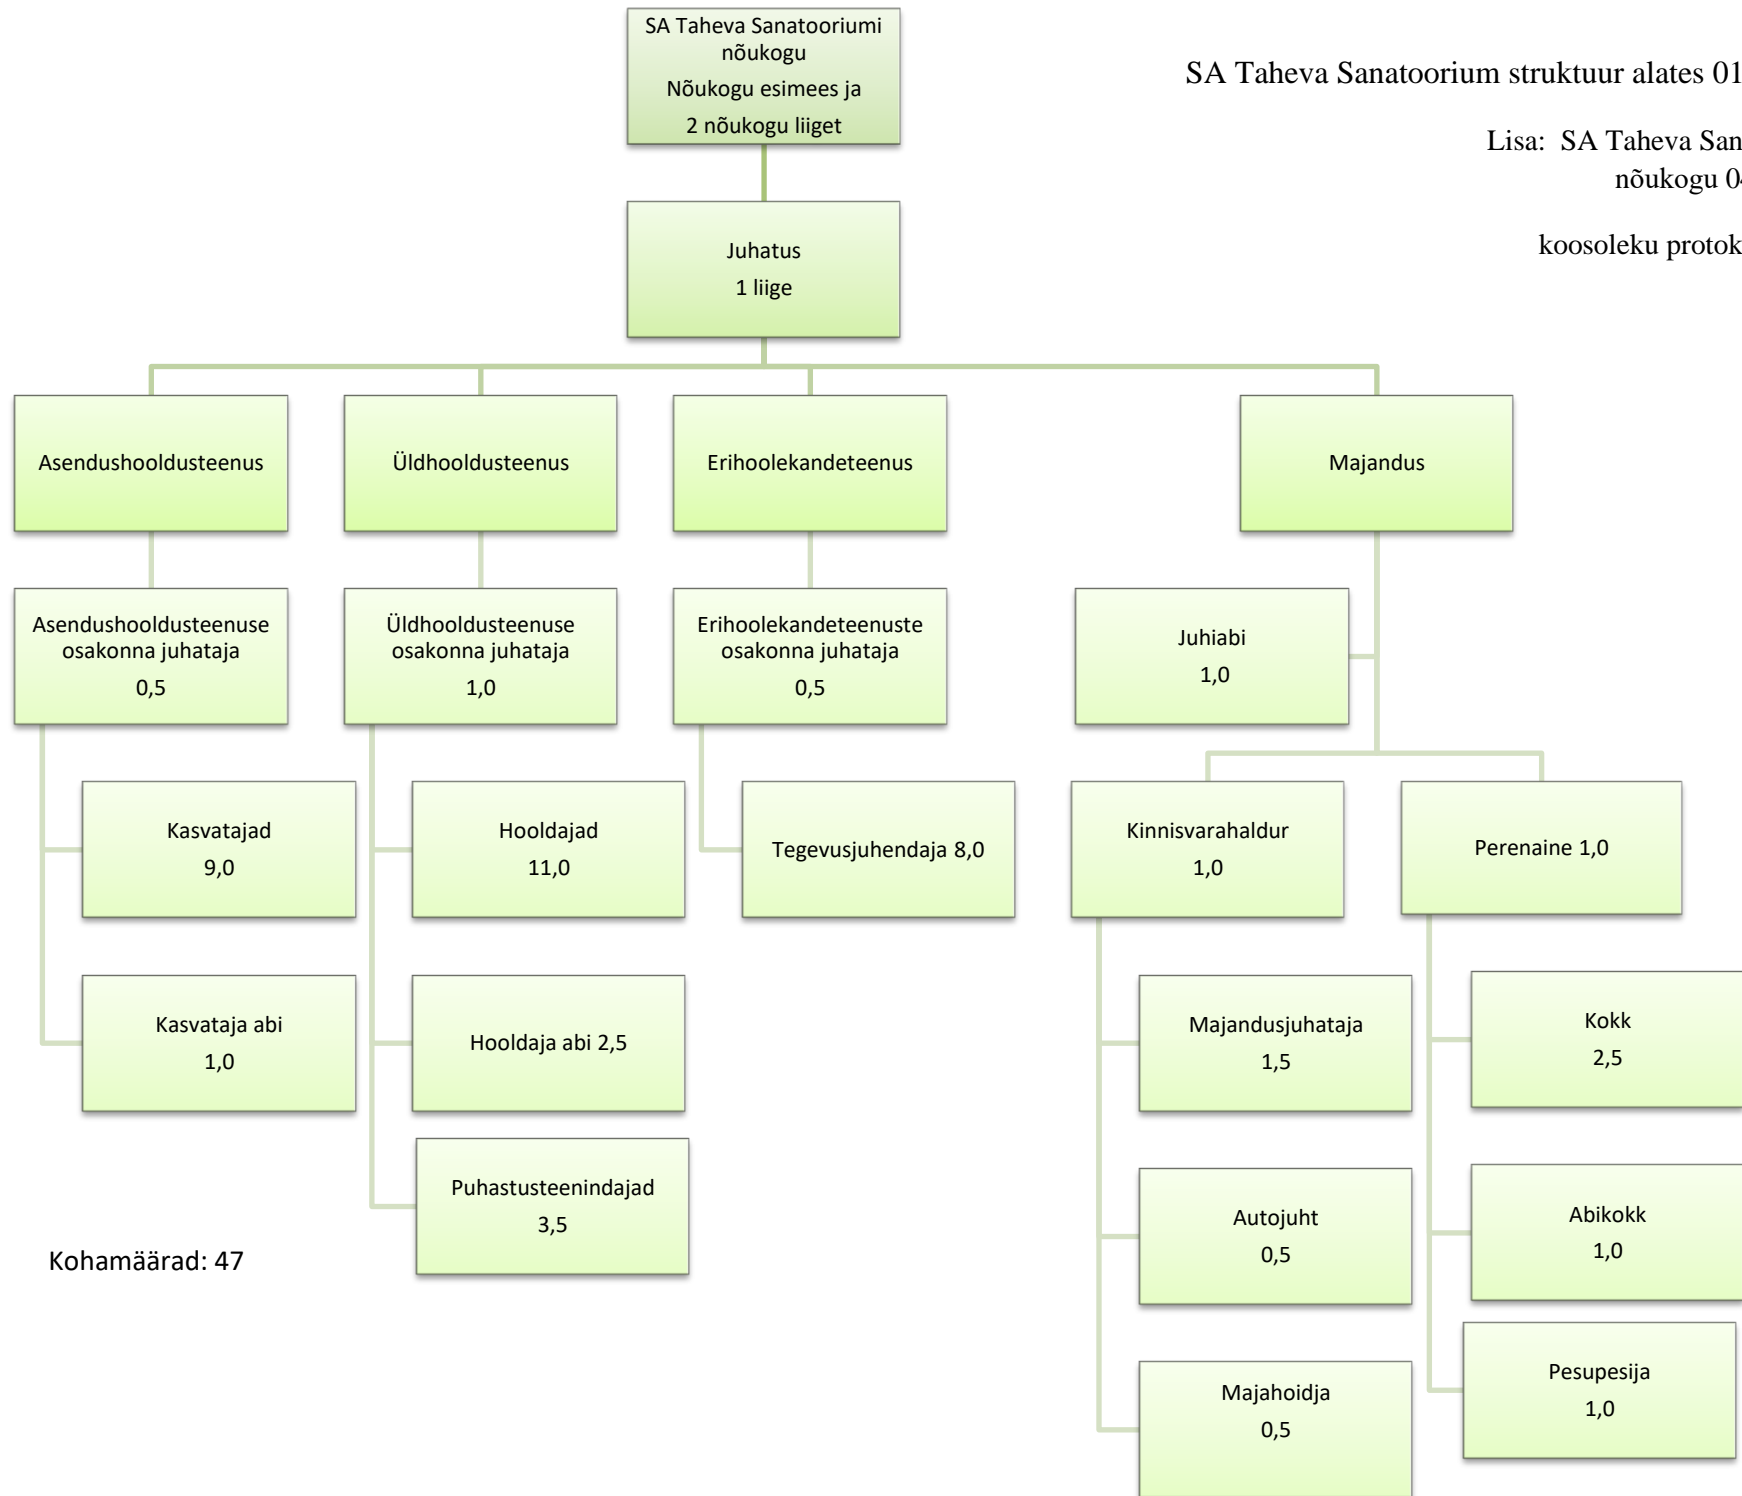 SA Taheva Sanatooriumi
nõukogu
Nõukogu esimees ja
2 nõukogu liiget
SA Taheva Sanatoorium struktuur alates 01
Lisa: SA Taheva San
nõukogu 04
koosoleku protok
Juhatus
1 liige
Asendushooldusteenus
Üldhooldusteenus
Erihoolekandeteenus
Majandus
Asendushooldusteenuse
osakonna juhataja
0,5
Üldhooldusteenuse
osakonna juhataja
1,0
Erihoolekandeteenuste
osakonna juhataja
0,5
Juhiabi
1,0
Kasvatajad
9,0
Hooldajad
11,0
Tegevusjuhendaja 8,0
Kinnisvarahaldur
1,0
Perenaine 1,0
Kasvataja abi
1,0
Hooldaja abi 2,5
Majandusjuhataja
1,5
Kokk
2,5
Puhastusteenindajad
3,5
Autojuht
0,5
Abikokk
1,0
Kohamäärad: 47
Majahoidja
0,5
Pesupesija
1,0